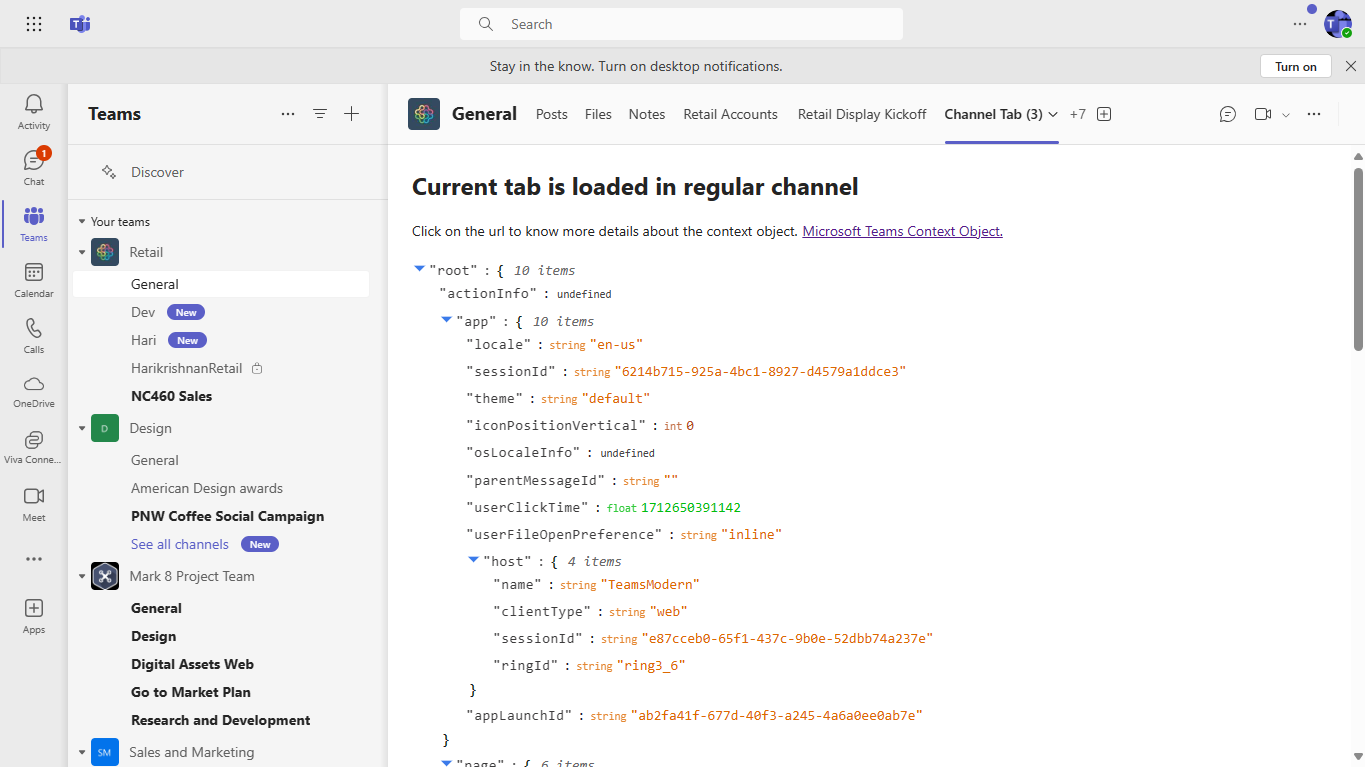 Search
Stay in the know. Turn on desktop notifications.
Turn on
Activity
Chat
1
Teams
Calendar
Calls
OneDrive
Viva Conne...
Meet
Apps
Teams
Discover
Your teams
Retail
General
Dev New
Hari New
HarikrishnanRetail
NC460 Sales
D Design
General
American Design awards
PNW Coffee Social Campaign
See all channels New
Mark 8 Project Team
General
Design
Digital Assets Web
Go to Market Plan
Research and Development
SM Sales and Marketing
General Posts Files Notes Retail Accounts Retail Display Kickoff Channel Tab (3) +7
Current tab is loaded in regular channel
Click on the url to know more details about the context object. Microsoft Teams Context Object.
"root" : { 10 items
"actionInfo" : undefined
"app" : { 10 items
"locale" : string "en-us"
"sessionId" : string "6214b715-925a-4bc1-8927-d4579a1ddce3"
"theme" : string "default"
"iconPositionVertical" : int 0
"osLocaleInfo" : undefined
"parentMessageId" : string ""
"userClickTime" : float 1712650391142
"userFileOpenPreference" : string "inline"
"host" : { 4 items
"name" : string "TeamsModern"
"clientType" : string "web"
"sessionId" : string "e87cceb0-65f1-437c-9b0e-52dbb74a237e"
"ringId" : string "ring3_6"
}
"appLaunchId" : string "ab2fa41f-677d-40f3-a245-4a6a0ee0ab7e"
}
"page" : { 6 items